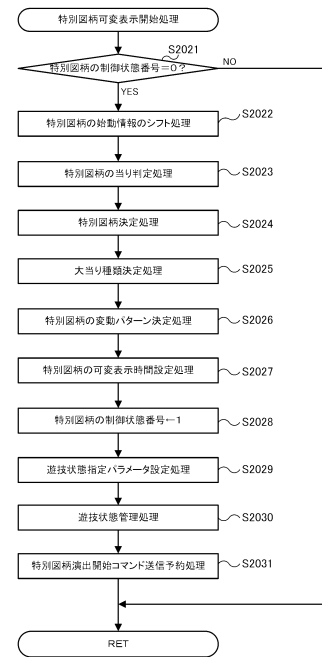 特別図柄可変表示開始処理
S2021
特別図柄の制御状態番号=0?
NO
YES
特別図柄の始動情報のシフト処理
S2022
特別図柄の当り判定処理
S2023
特別図柄決定処理
S2024
大当り種類決定処理
S2025
特別図柄の変動パターン決定処理
S2026
特別図柄の可変表示時間設定処理
S2027
特別図柄の制御状態番号←1
S2028
遊技状態指定パラメータ設定処理
S2029
遊技状態管理処理
S2030
特別図柄演出開始コマンド送信予約処理
S2031
RET